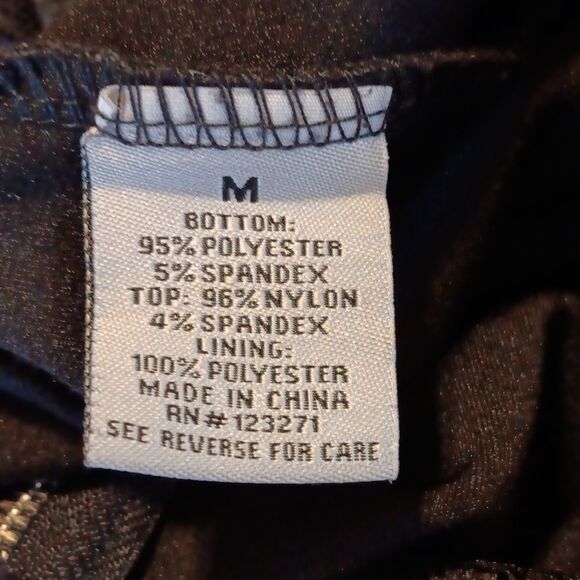 M
BOTTOM:
95% POLYESTER
5% SPANDEX
TOP: 96% NYLON
4% SPANDEX
LINING:
100% POLYESTER
MADE IN CHINA
RN# 123271
SEE REVERSE FOR CARE